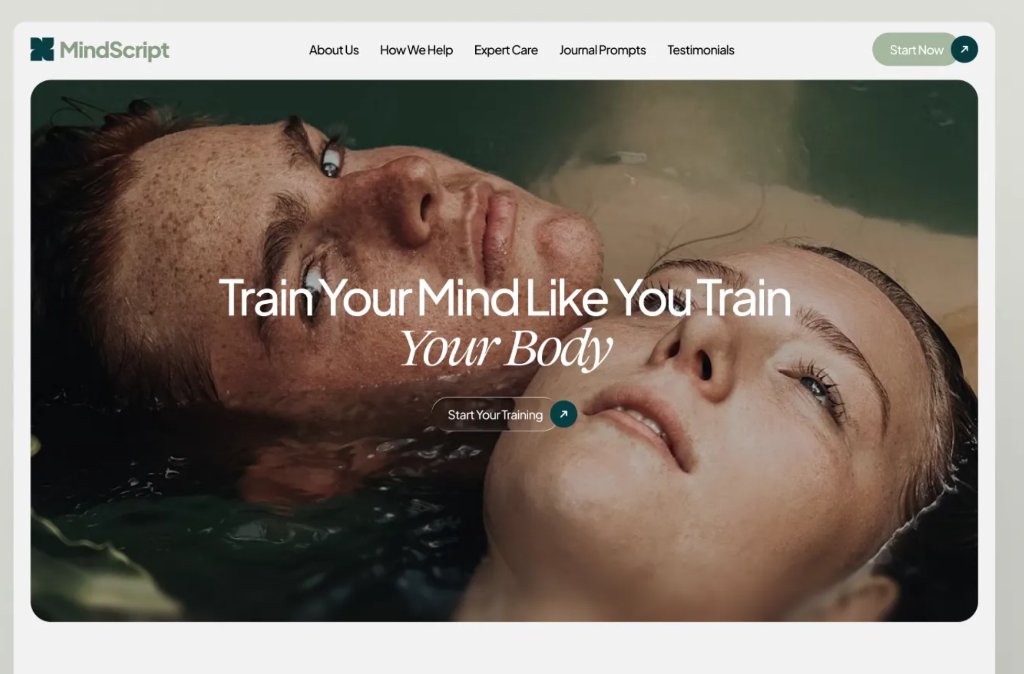 MindScript
About Us
How We Help
Expert Care
Journal Prompts
Testimonials
Start Now
Train Your Mind Like You Train
Your Body
Start Your Training